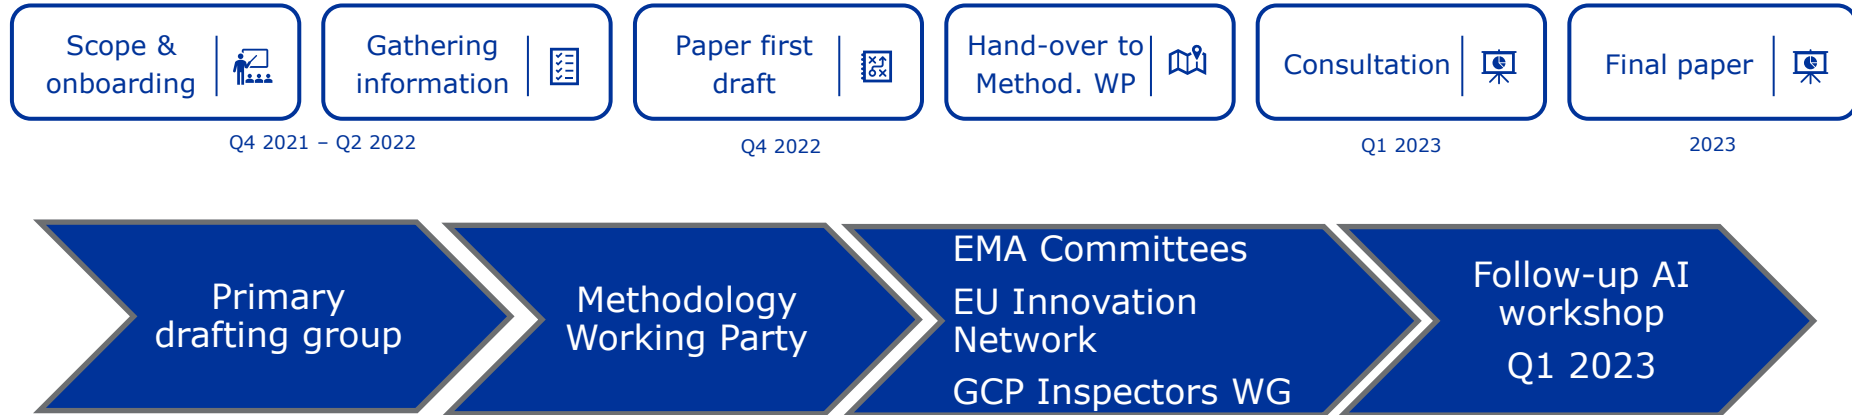 Scope &
onboarding
Gathering
information
Paper first
draft
Hand-over to
Method. WP
Consultation
Final paper
Q4 2021 – Q2 2022
Q4 2022
Q1 2023
2023
Primary
drafting group
Methodology
Working Party
EMA Committees
EU Innovation
Network
GCP Inspectors WG
Follow-up AI
workshop
Q1 2023